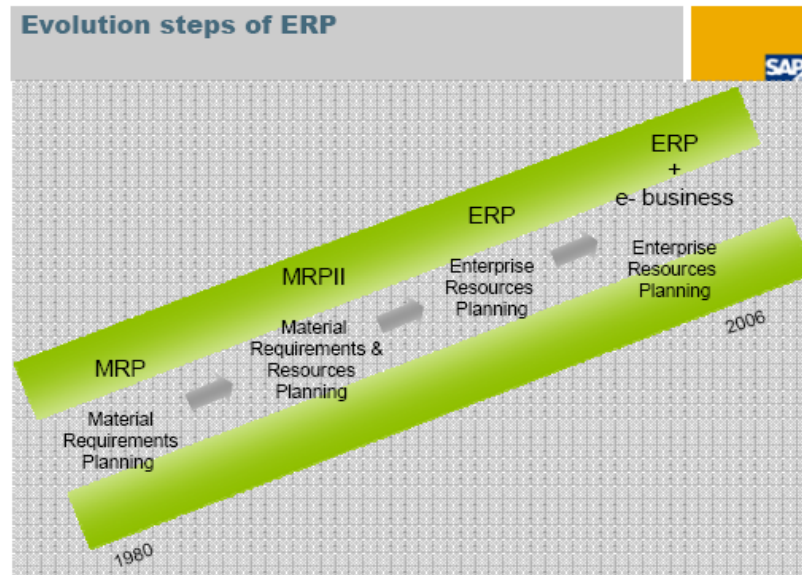 Evolution steps of ERP
SAP
ERP
+
e- business
ERP
MRPII
MRP
Enterprise
Resources
Planning
Enterprise
Resources
Planning
Material
Requirements &
Resources
Planning
Material
Requirements
Planning
2006
1980